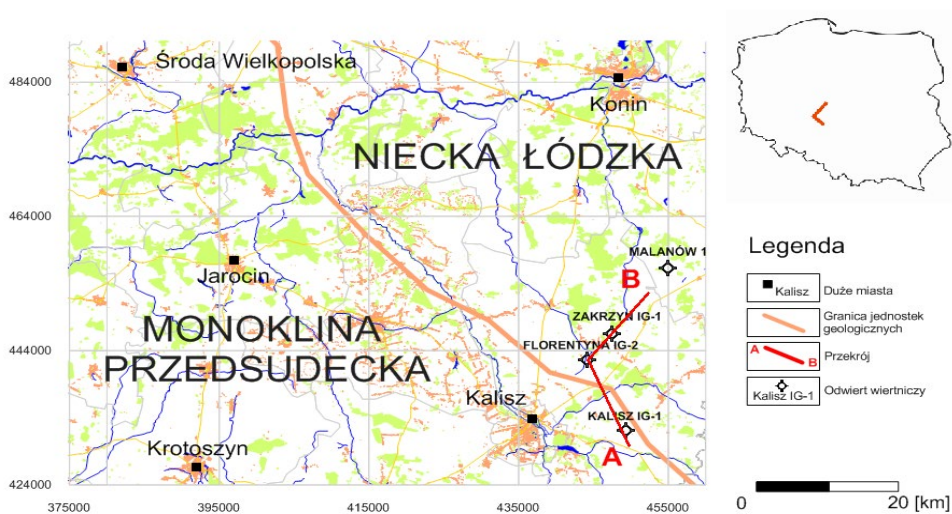 Środa Wielkopolska
484000
Konin
NIECKA ŁÓDZKA
464000
MALANÓW 1
Jarocin
B
ZAKRZYN IG-1
MONOKLINA
PRZEDSUDECKA
FLORENTYNA IG-2
444000
Kalisz
KALISZ IG-1
Krotoszyn
A
424000
375000 395000 415000 435000 455000
Legenda
Kalisz Duże miasta
Granica jednostek
geologicznych
A B Przekrój
Kalisz IG-1 Odwiert wiertniczy
0 20 [km]